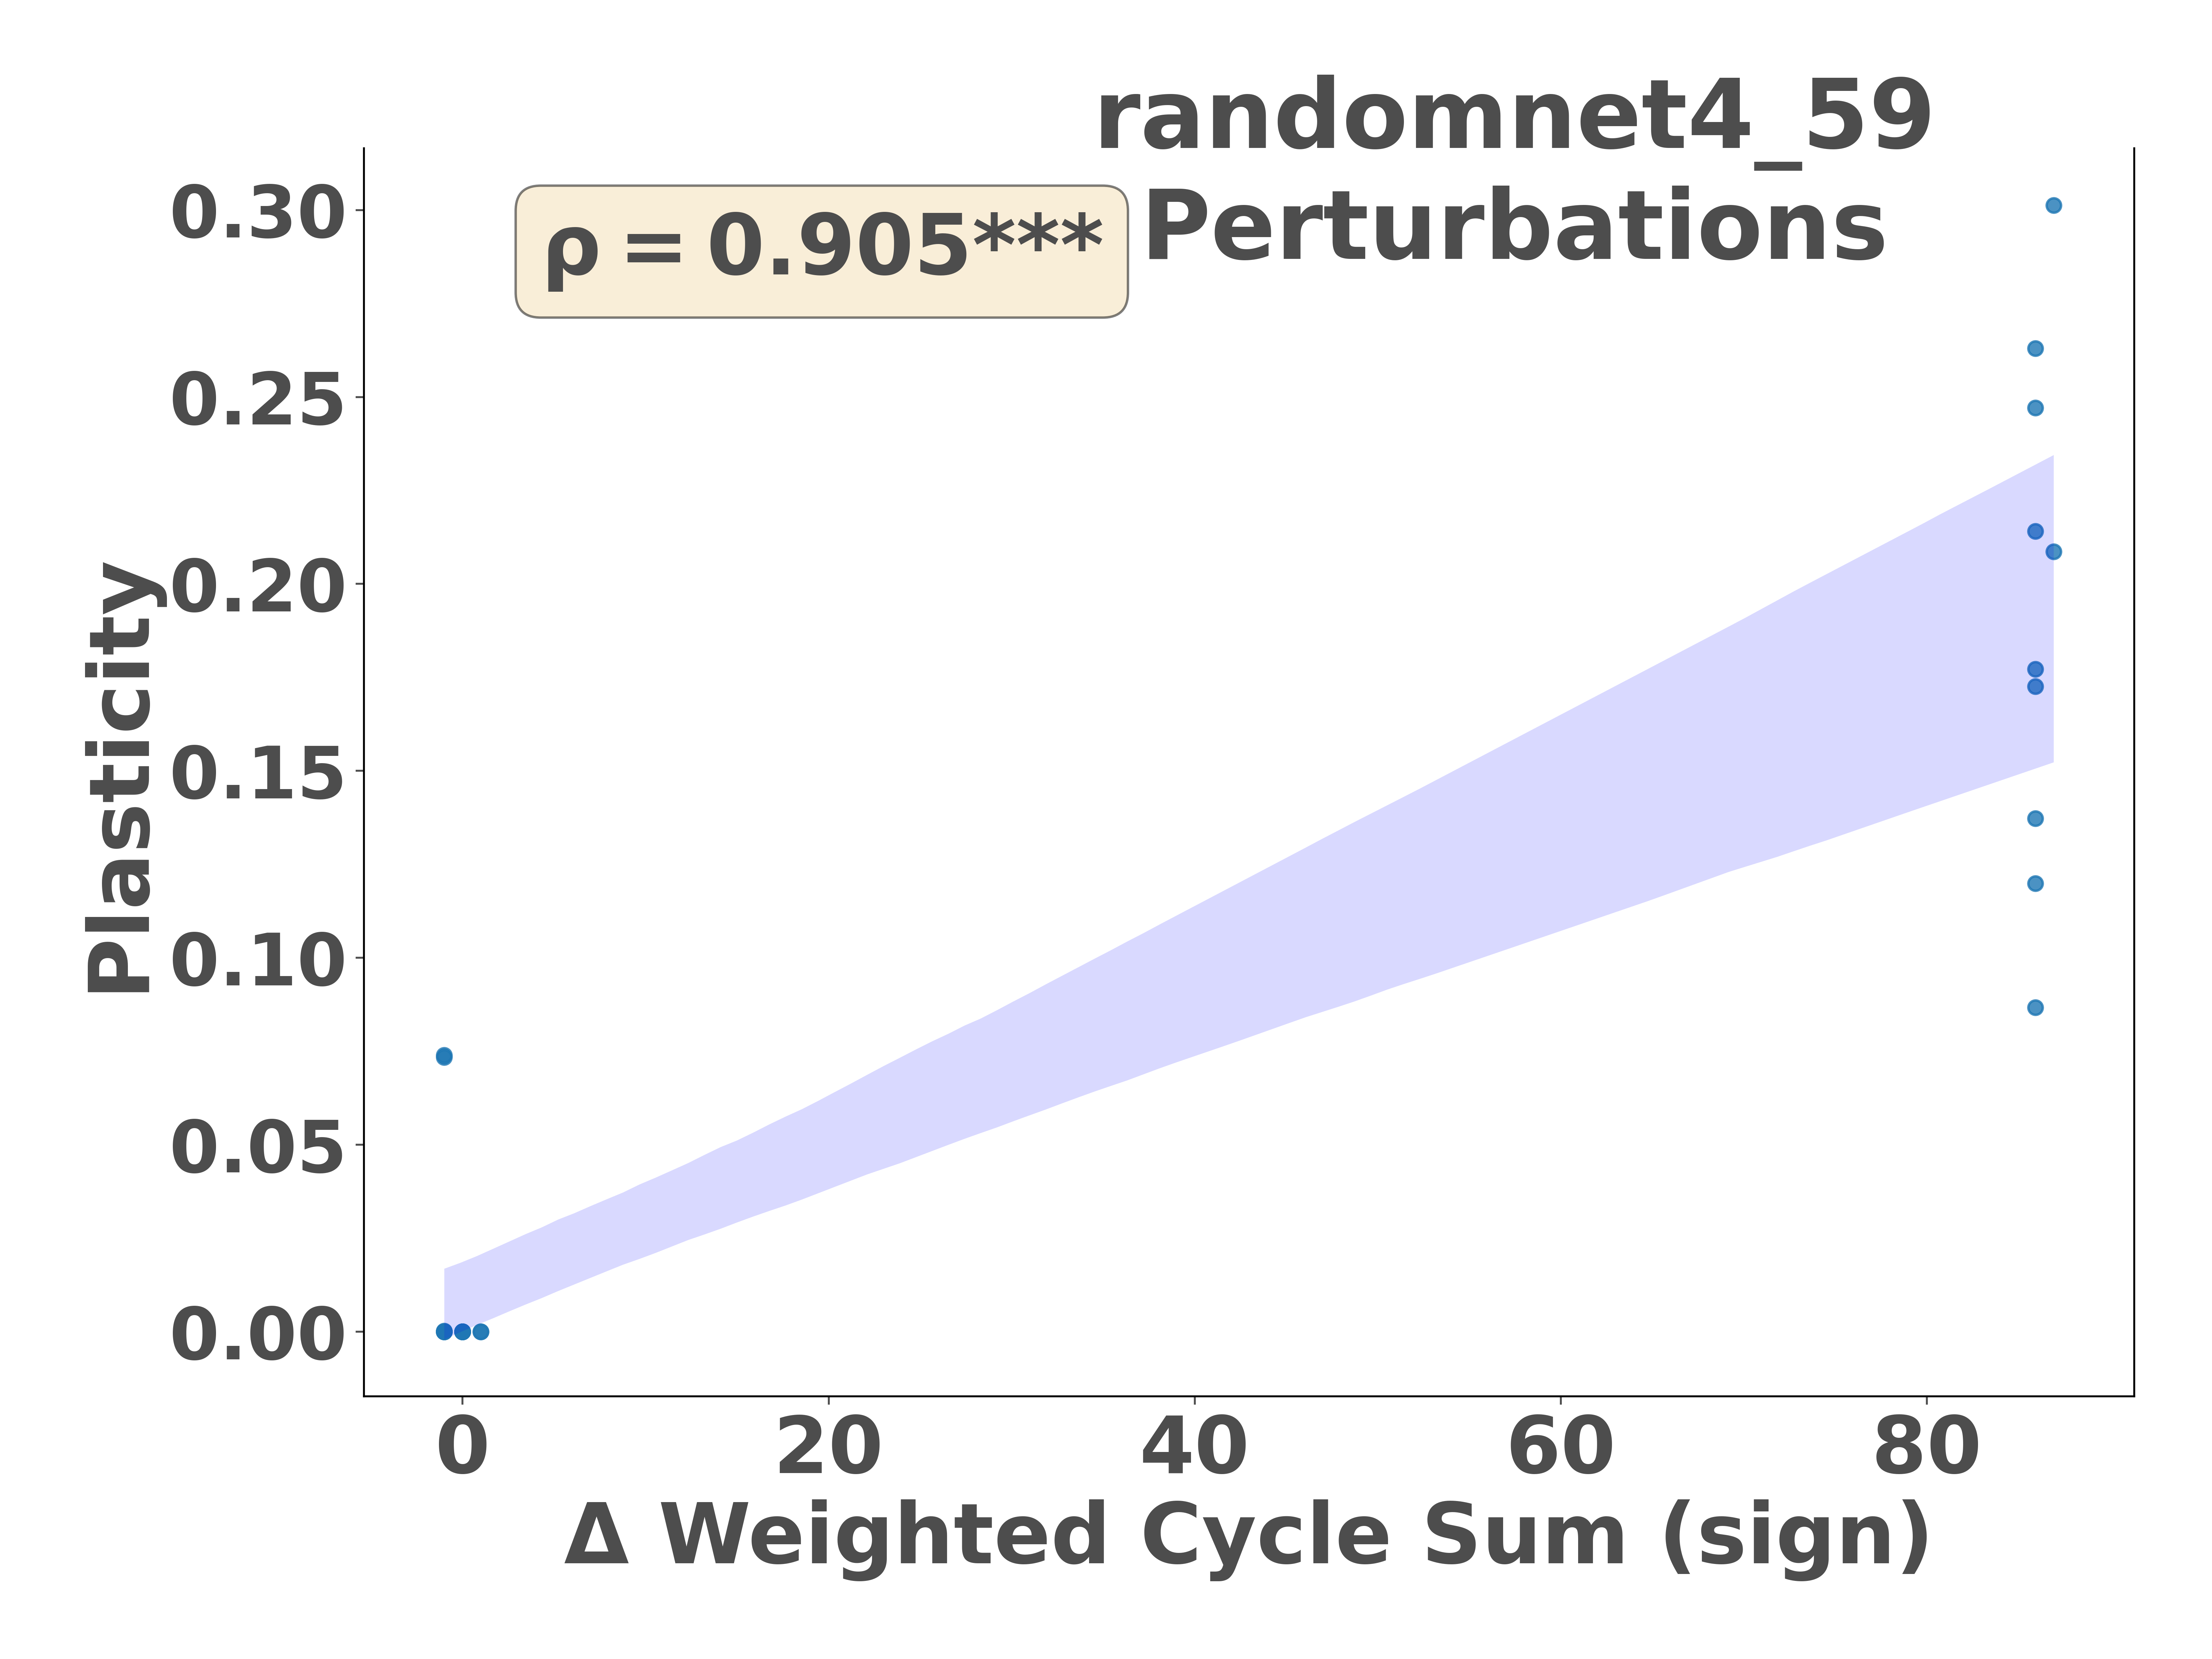 randomnet4_59
Perturbations
ρ = 0.905***
Plasticity
0.30
0.25
0.20
0.15
0.10
0.05
0.00
0 20 40 60 80
Δ Weighted Cycle Sum (sign)